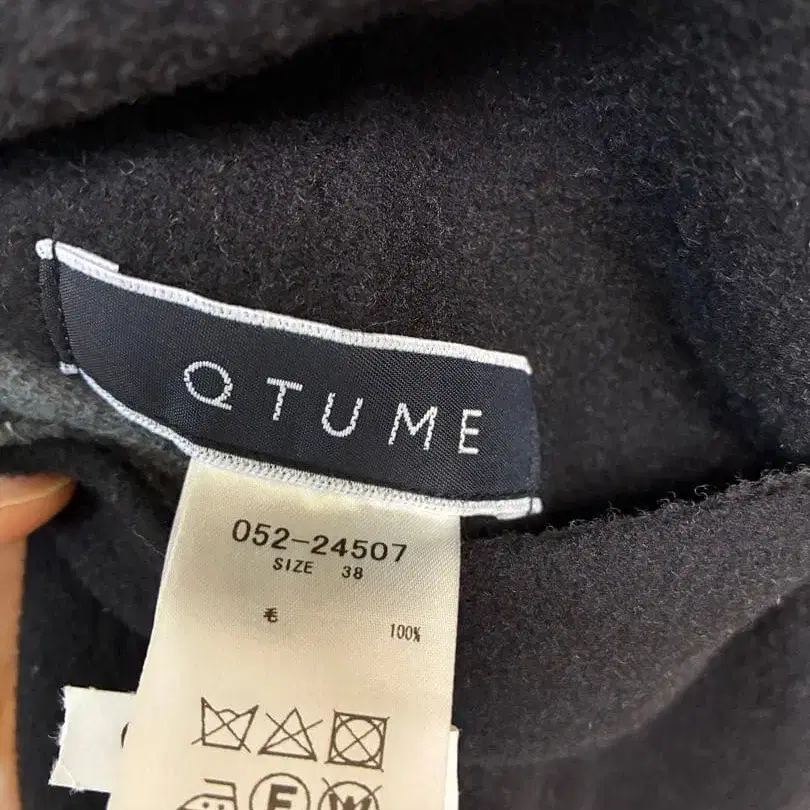 QTUME
052-24507
SIZE 38
毛 100%
F
W